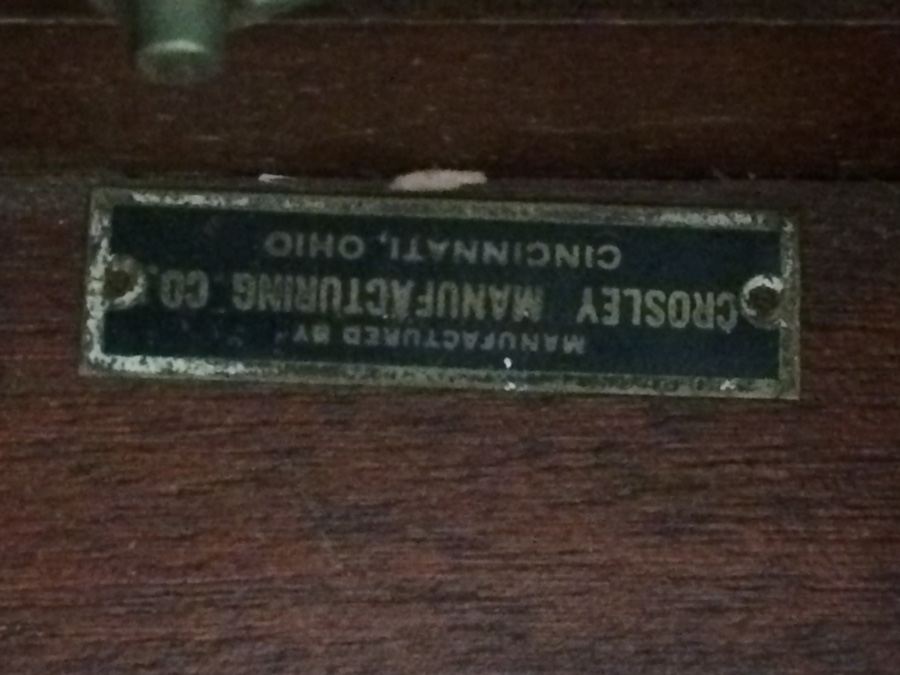 MANUFACTURED BY
CROSLEY MANUFACTURING CO.
CINCINNATI, OHIO